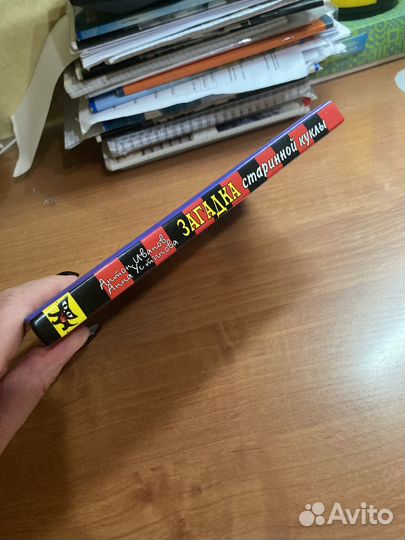 Антон Иванов
Анна Устинова
ЗАГАДКА старинной куклы
Avito